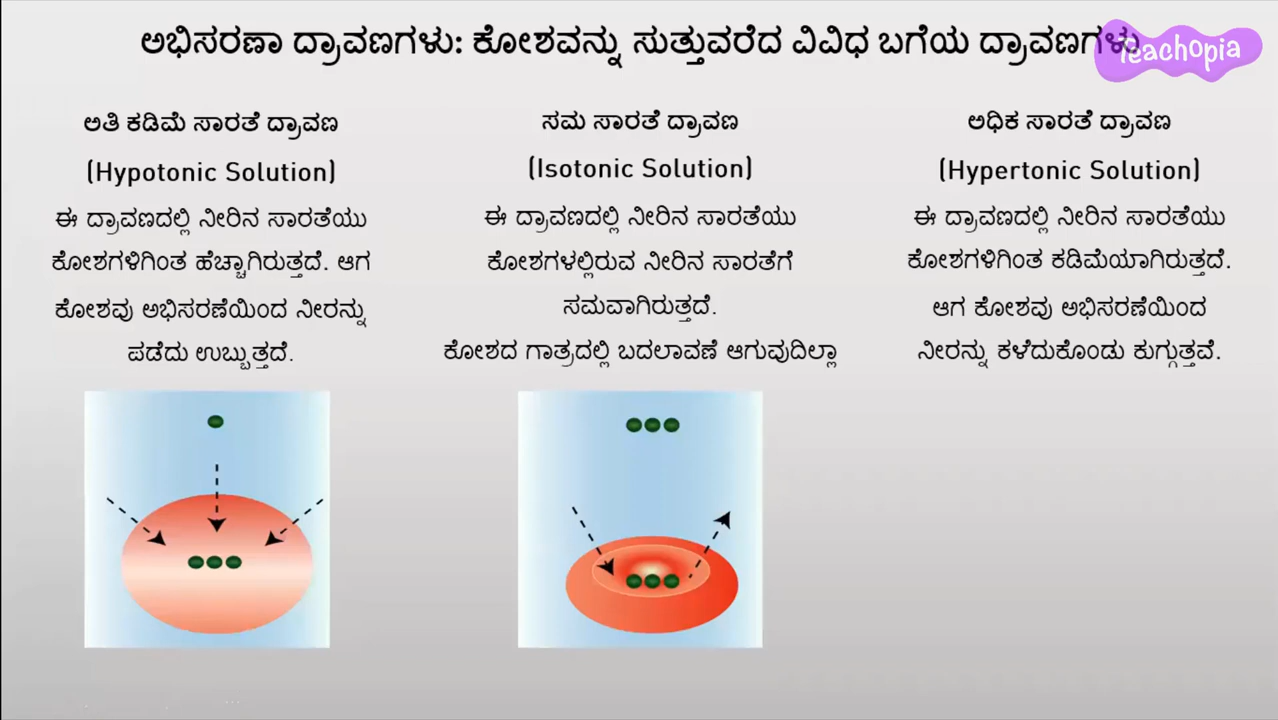 ಅಭಿಸರಣಾ ದ್ರಾವಣಗಳು: ಕೋಶವನ್ನು ಸುತ್ತುವರೆದ ವಿವಿಧ ಬಗೆಯ ದ್ರಾವಣಗಳು
Teachopia
ಅತಿ ಕಡಿಮೆ ಸಾರತೆ ದ್ರಾವಣ
(Hypotonic Solution)
ಈ ದ್ರಾವಣದಲ್ಲಿ ನೀರಿನ ಸಾರತೆಯು
ಕೋಶಗಳಿಗಿಂತ ಹೆಚ್ಚಾಗಿರುತ್ತದೆ. ಆಗ
ಕೋಶವು ಅಭಿಸರಣೆಯಿಂದ ನೀರನ್ನು
ಪಡೆದು ಉಬ್ಬುತ್ತದೆ.
ಸಮ ಸಾರತೆ ದ್ರಾವಣ
(Isotonic Solution)
ಈ ದ್ರಾವಣದಲ್ಲಿ ನೀರಿನ ಸಾರತೆಯು
ಕೋಶಗಳಲ್ಲಿರುವ ನೀರಿನ ಸಾರತೆಗೆ
ಸಮವಾಗಿರುತ್ತದೆ.
ಕೋಶದ ಗಾತ್ರದಲ್ಲಿ ಬದಲಾವಣೆ ಆಗುವುದಿಲ್ಲಾ
ಅಧಿಕ ಸಾರತೆ ದ್ರಾವಣ
(Hypertonic Solution)
ಈ ದ್ರಾವಣದಲ್ಲಿ ನೀರಿನ ಸಾರತೆಯು
ಕೋಶಗಳಿಗಿಂತ ಕಡಿಮೆಯಾಗಿರುತ್ತದೆ.
ಆಗ ಕೋಶವು ಅಭಿಸರಣೆಯಿಂದ
ನೀರನ್ನು ಕಳೆದುಕೊಂಡು ಕುಗ್ಗುತ್ತವೆ.